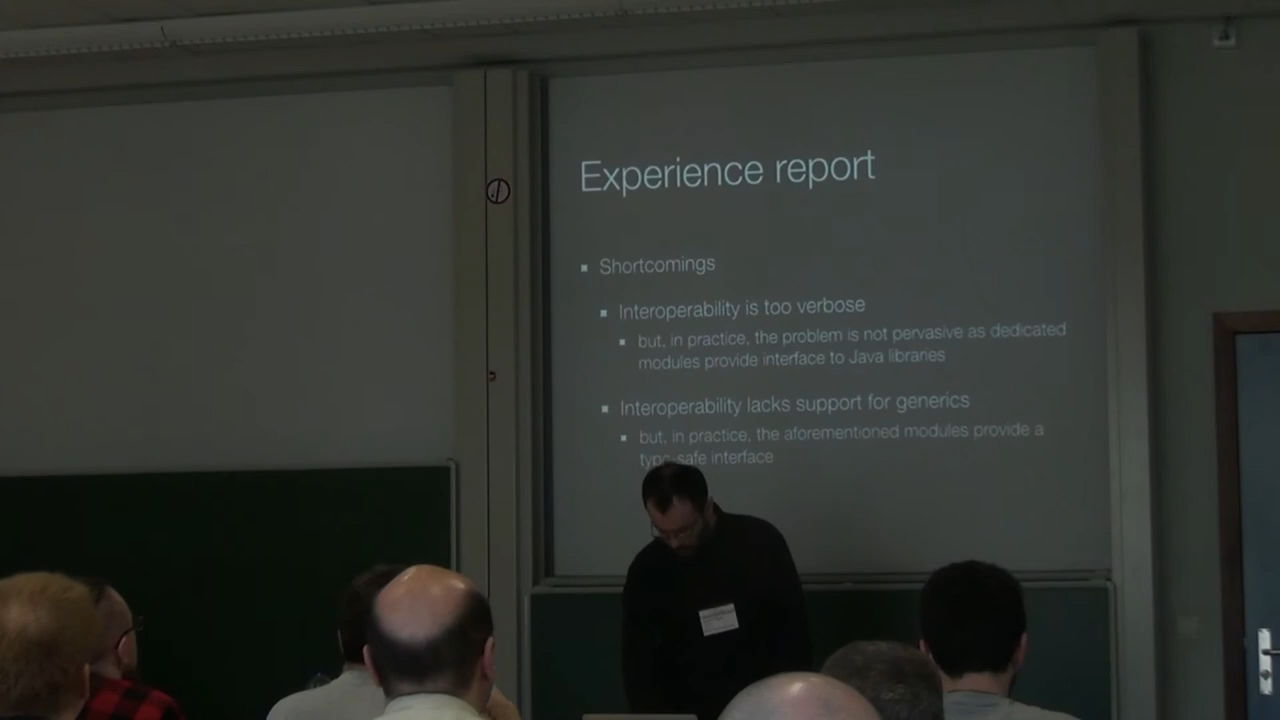 Experience report
Shortcomings
Interoperability is too verbose
but, in practice, the problem is not pervasive as dedicated
modules provide interface to Java libraries
Interoperability lacks support for generics
but, in practice, the aforementioned modules provide a
type-safe interface